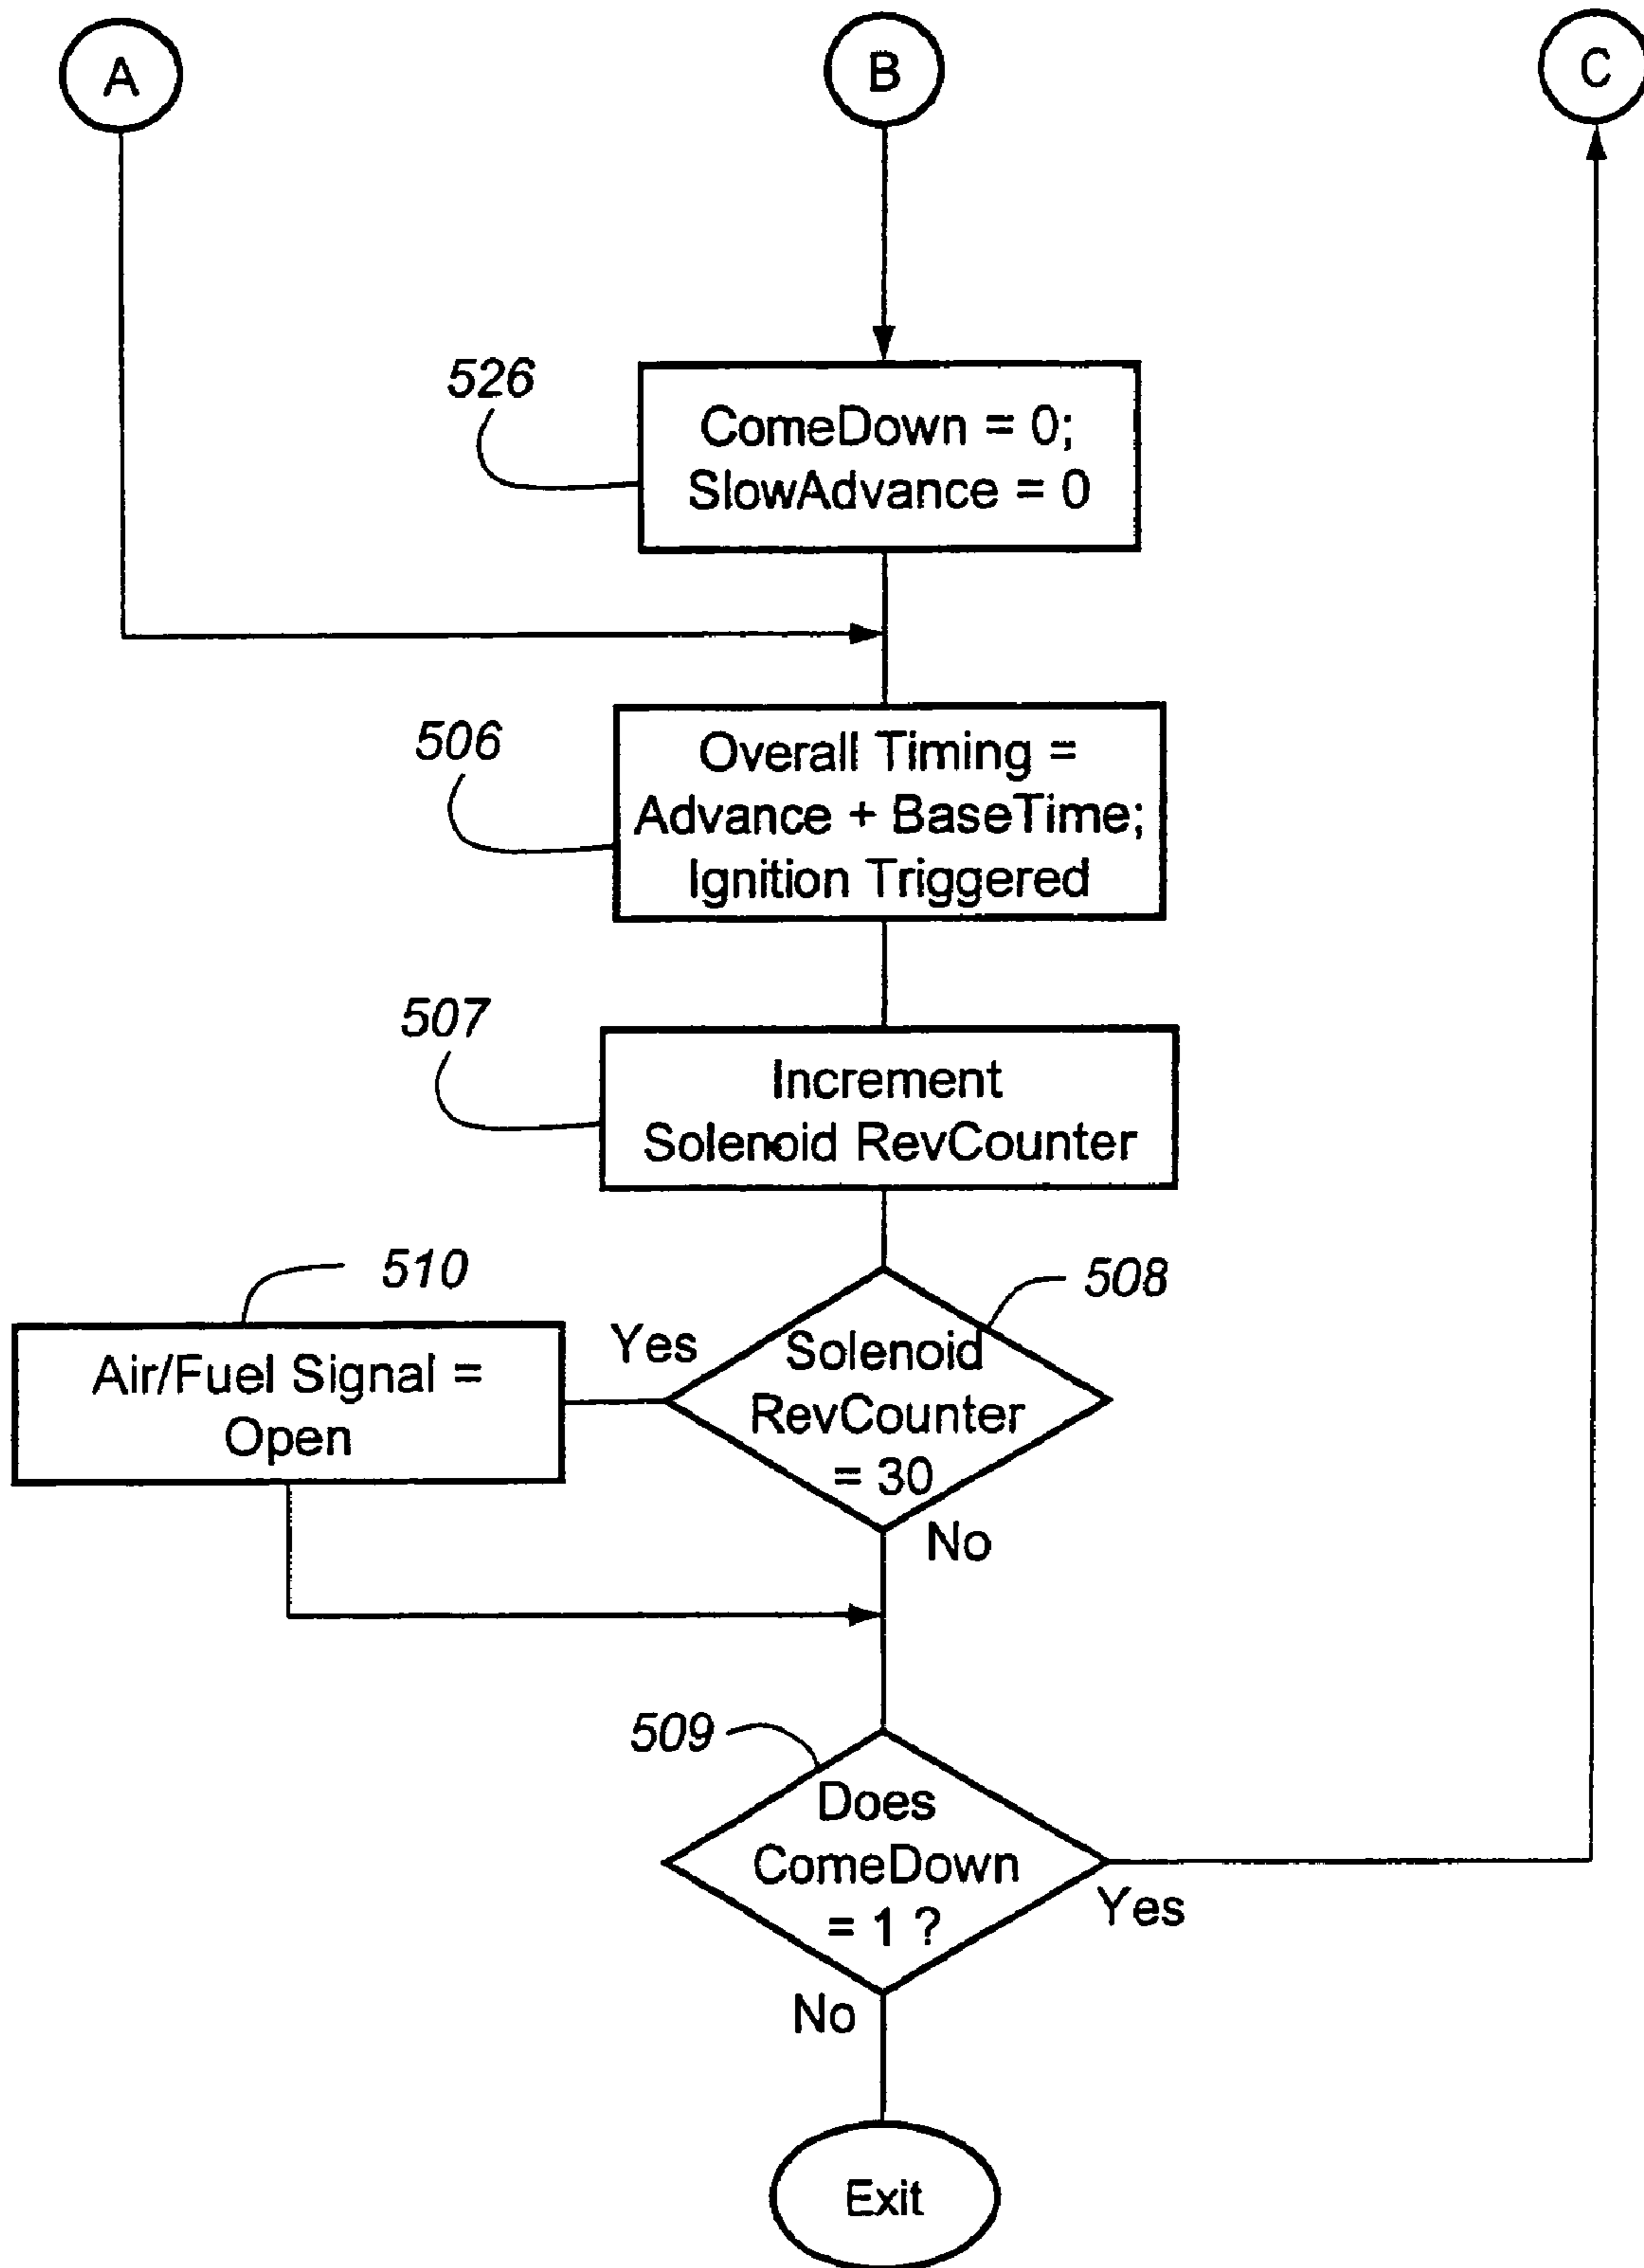 A
B
C
526
ComeDown = 0;
SlowAdvance = 0
506
Overall Timing =
Advance + BaseTime;
Ignition Triggered
507
Increment
Solenoid RevCounter
510
508
Air/Fuel Signal =
Open
Yes
Solenoid
RevCounter
= 30
No
509
Does
ComeDown
= 1 ?
Yes
No
Exit